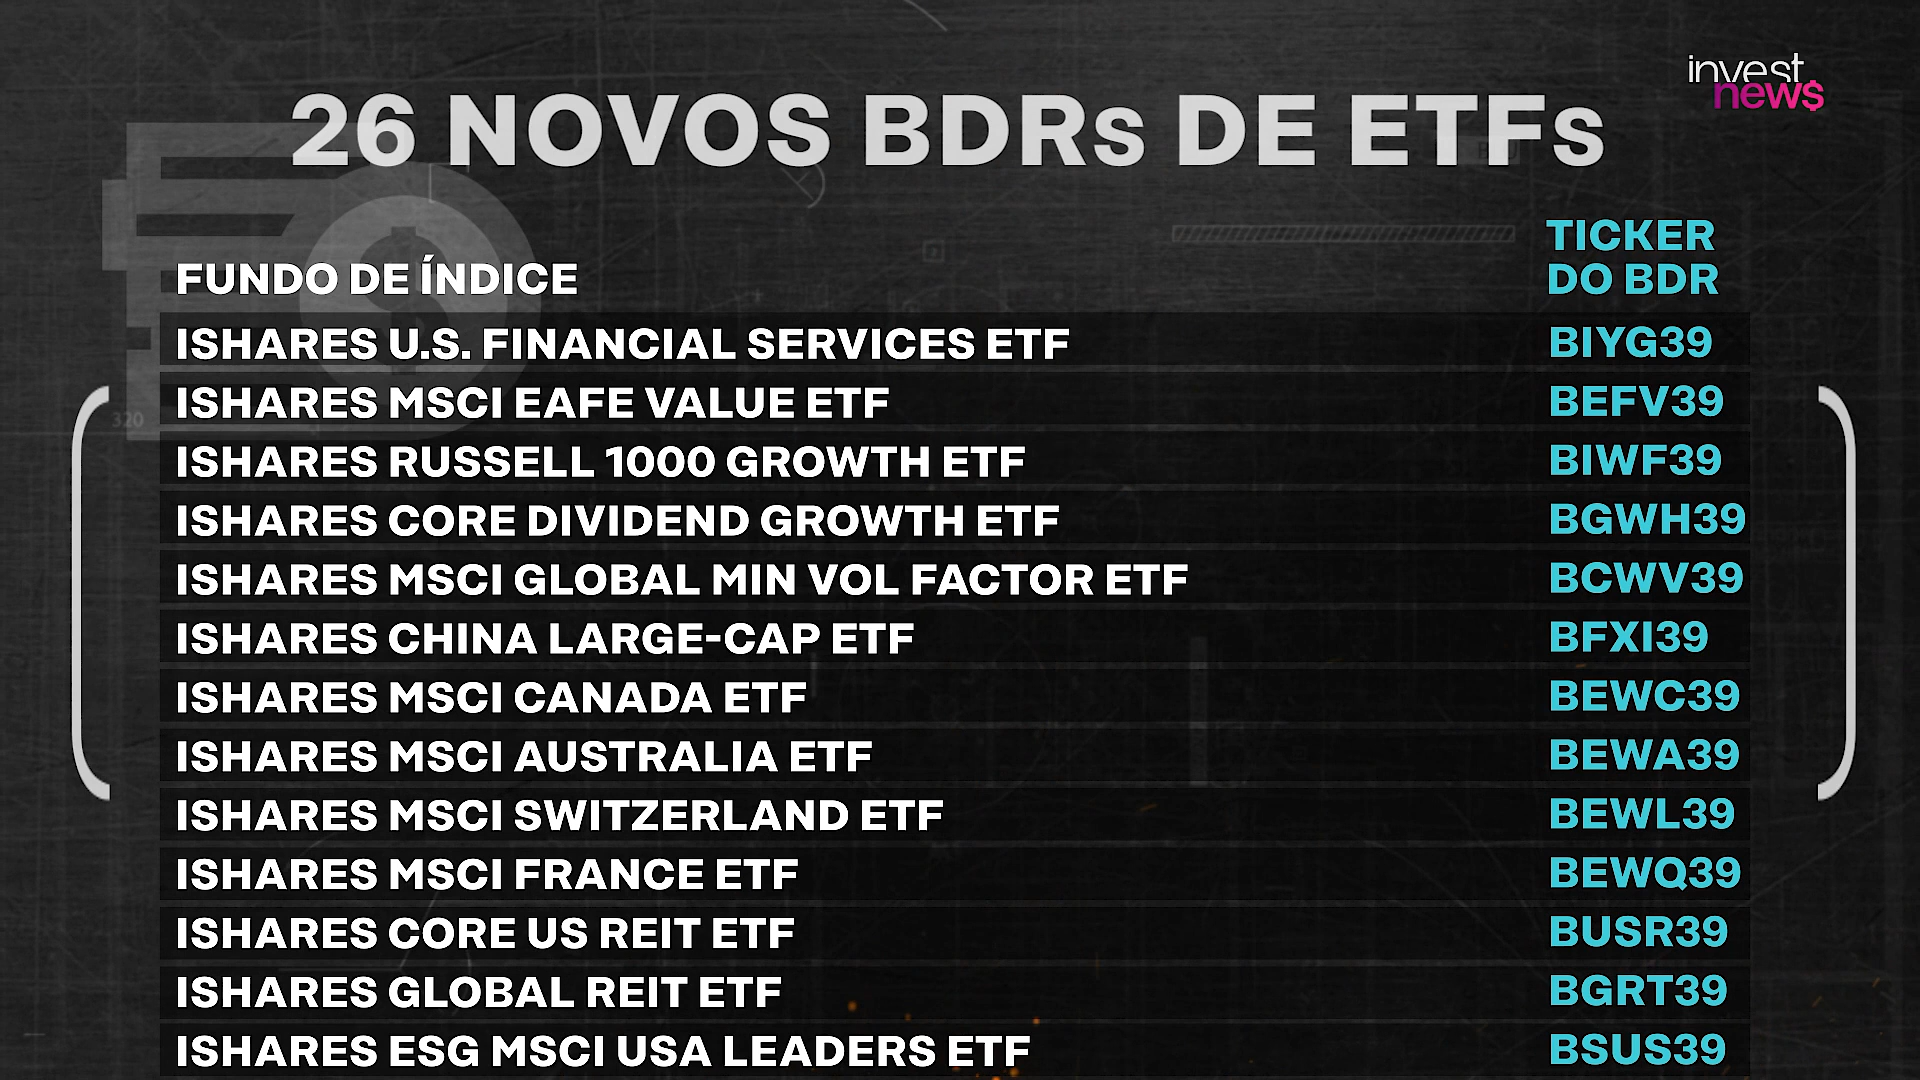 invest
news
26 NOVOS BDRs DE ETFs
TICKER
FUNDO DE ÍNDICE DO BDR
ISHARES U.S. FINANCIAL SERVICES ETF BIYG39
320
ISHARES MSCI EAFE VALUE ETF BEFV39
ISHARES RUSSELL 1000 GROWTH ETF BIWF39
ISHARES CORE DIVIDEND GROWTH ETF BGWH39
ISHARES MSCI GLOBAL MIN VOL FACTOR ETF BCWV39
ISHARES CHINA LARGE-CAP ETF BFXI39
ISHARES MSCI CANADA ETF BEWC39
ISHARES MSCI AUSTRALIA ETF BEWA39
ISHARES MSCI SWITZERLAND ETF BEWL39
ISHARES MSCI FRANCE ETF BEWQ39
ISHARES CORE US REIT ETF BUSR39
ISHARES GLOBAL REIT ETF BGRT39
ISHARES ESG MSCI USA LEADERS ETF BSUS39